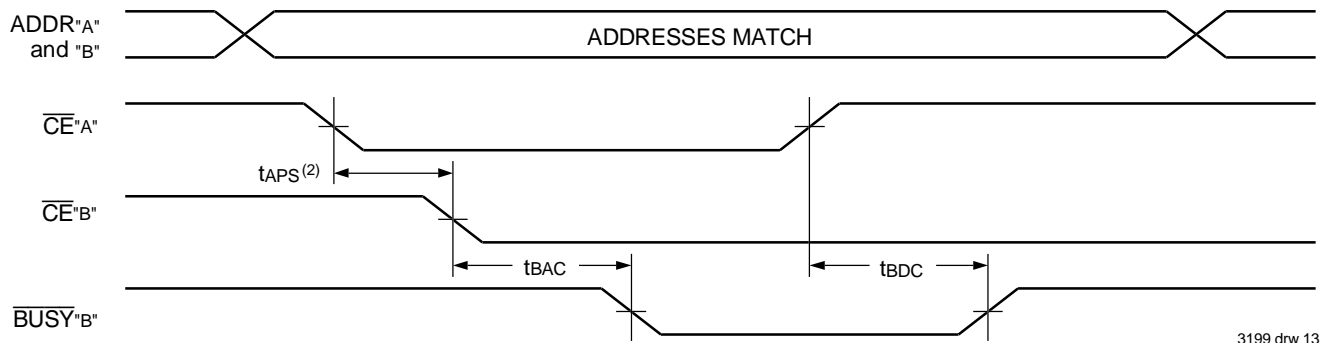 ADDR"A"
and "B"
ADDRESSES MATCH
CE"A"
tAPS(2)
CE"B"
tBAC
tBDC
BUSY"B"
3199 drw 13